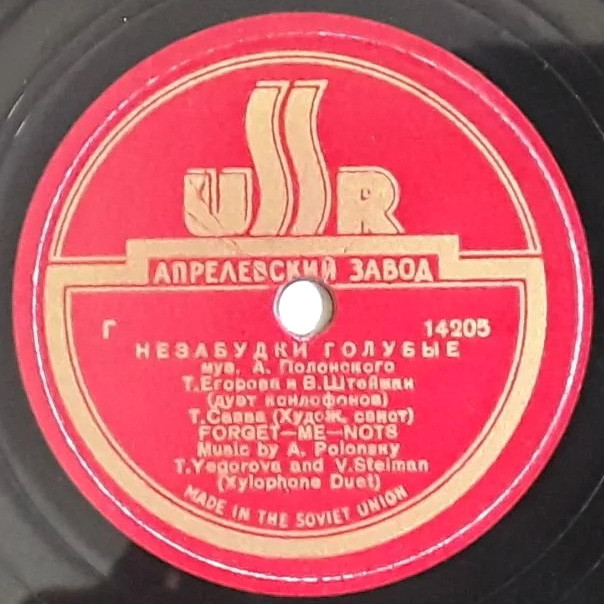 USSR
АПРЕЛЕВСКИЙ ЗАВОД
Г 14205
НЕЗАБУДКИ ГОЛУБЫЕ
муз. А. Полонского
Т.Егорова и В.Штейман
(дуэт ксилофонов)
Т.Савва (Худож. свист)
FORGET—ME—NOTS
Music by A. Polonsky
T.Yegorova and V.Steiman
(Xylophone Duet)
MADE IN THE SOVIET UNION